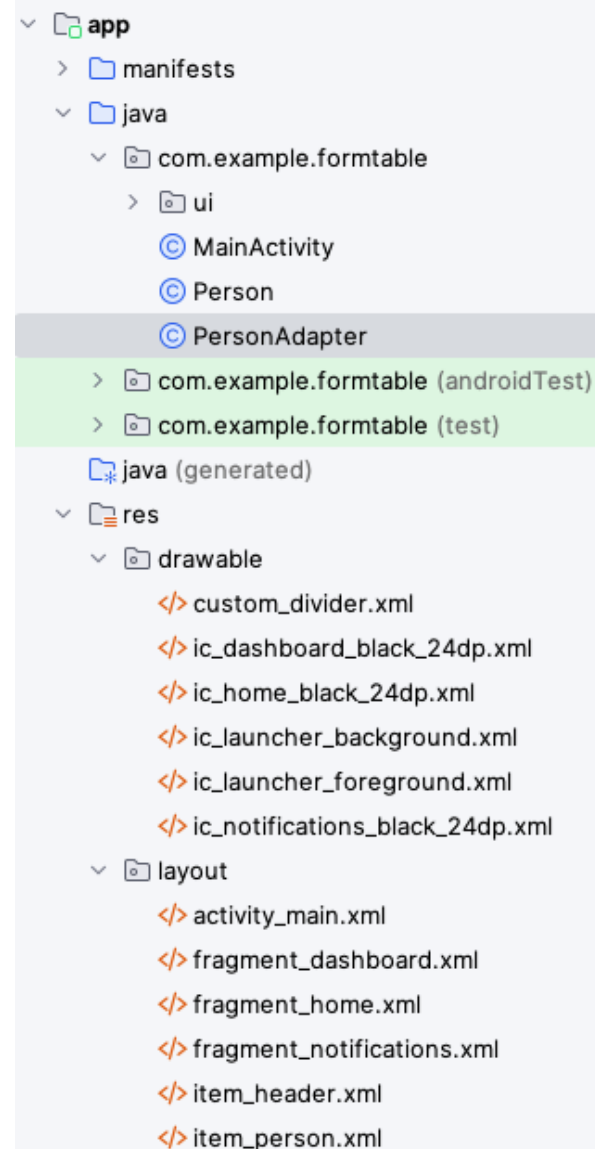 app
manifests
java
com.example.formtable
ui
MainActivity
Person
PersonAdapter
com.example.formtable (androidTest)
com.example.formtable (test)
java (generated)
res
drawable
custom_divider.xml
ic_dashboard_black_24dp.xml
ic_home_black_24dp.xml
ic_launcher_background.xml
ic_launcher_foreground.xml
ic_notifications_black_24dp.xml
layout
activity_main.xml
fragment_dashboard.xml
fragment_home.xml
fragment_notifications.xml
item_header.xml
item_person.xml